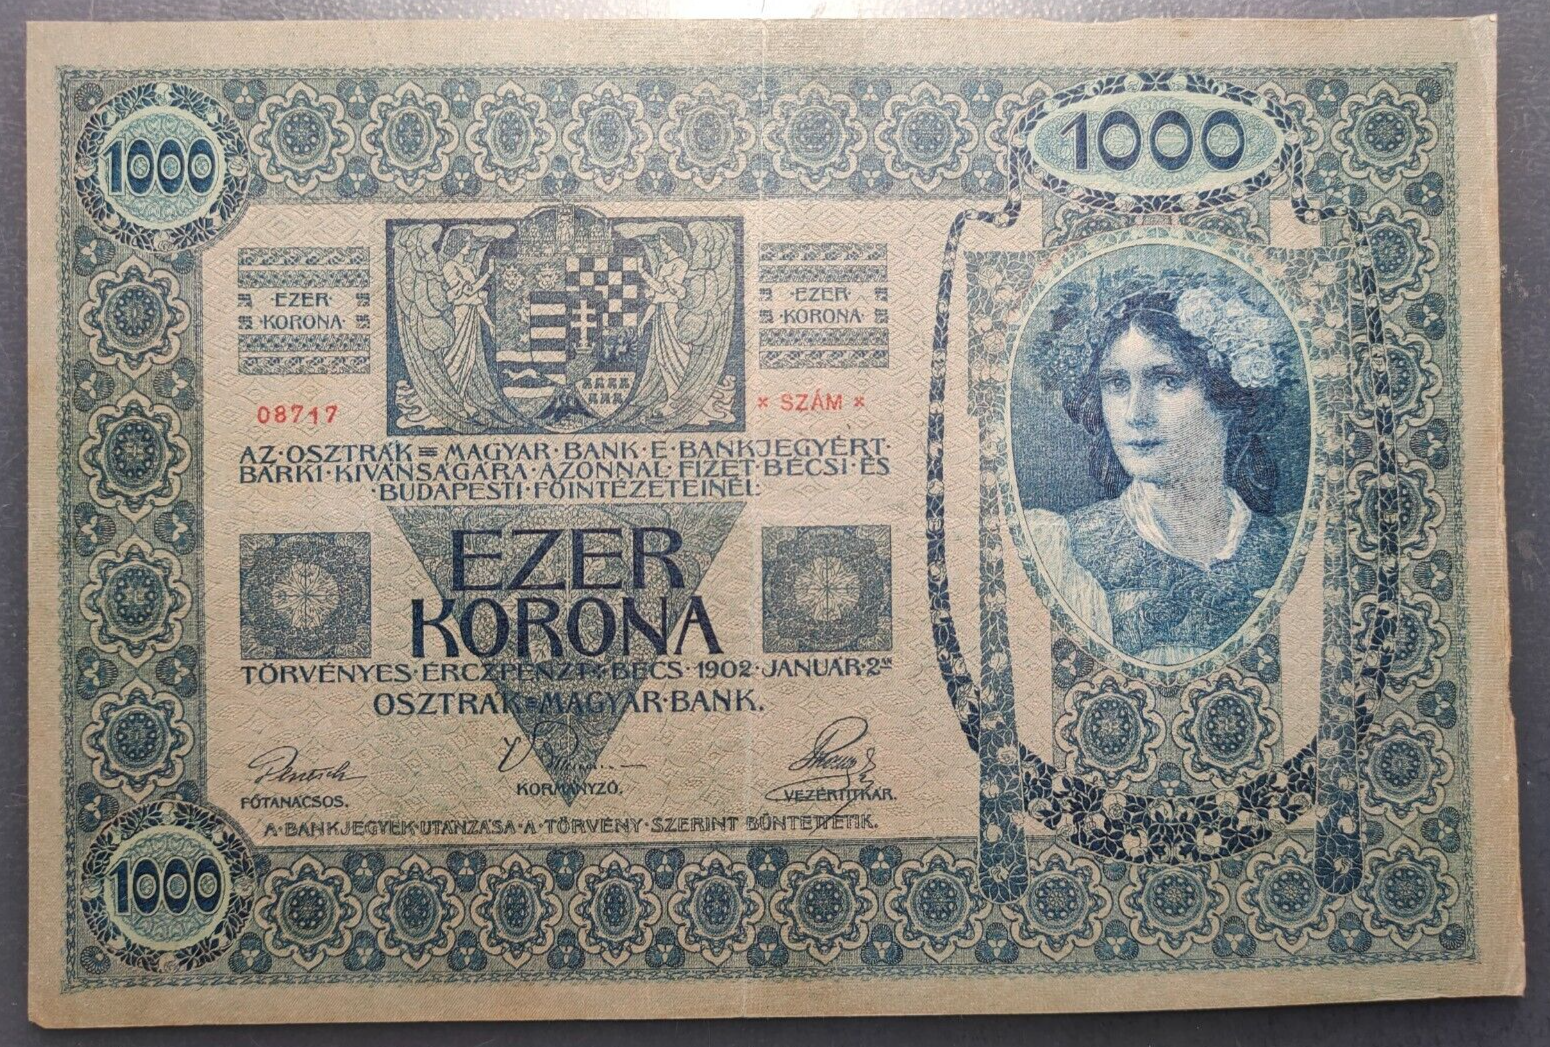 1000
1000
EZER
·KORONA·
·EZER
·KORONA·
08717
× SZÁM ×
AZ·OSZTRÁK=MAGYAR·BANK·E·BANKJEGYÉRT·
BÁRKI·KIVÁNSÁGÁRA·AZONNAL·FIZET·BÉCSI·ÉS
·BUDAPESTI·FŐINTÉZETEINÉL·
EZER
KORONA
TÖRVÉNYES·ÉRCZPÉNZT·BÉCS·1902·JANUÁR·2ÁN
OSZTRÁK=MAGYAR·BANK.
FŐTANÁCSOS.
KORMÁNYZÓ.
VEZÉRTITKÁR.
A·BANKJEGYEK·UTÁNZÁSA·A·TÖRVÉNY·SZERINT BÜNTETTETIK.
1000